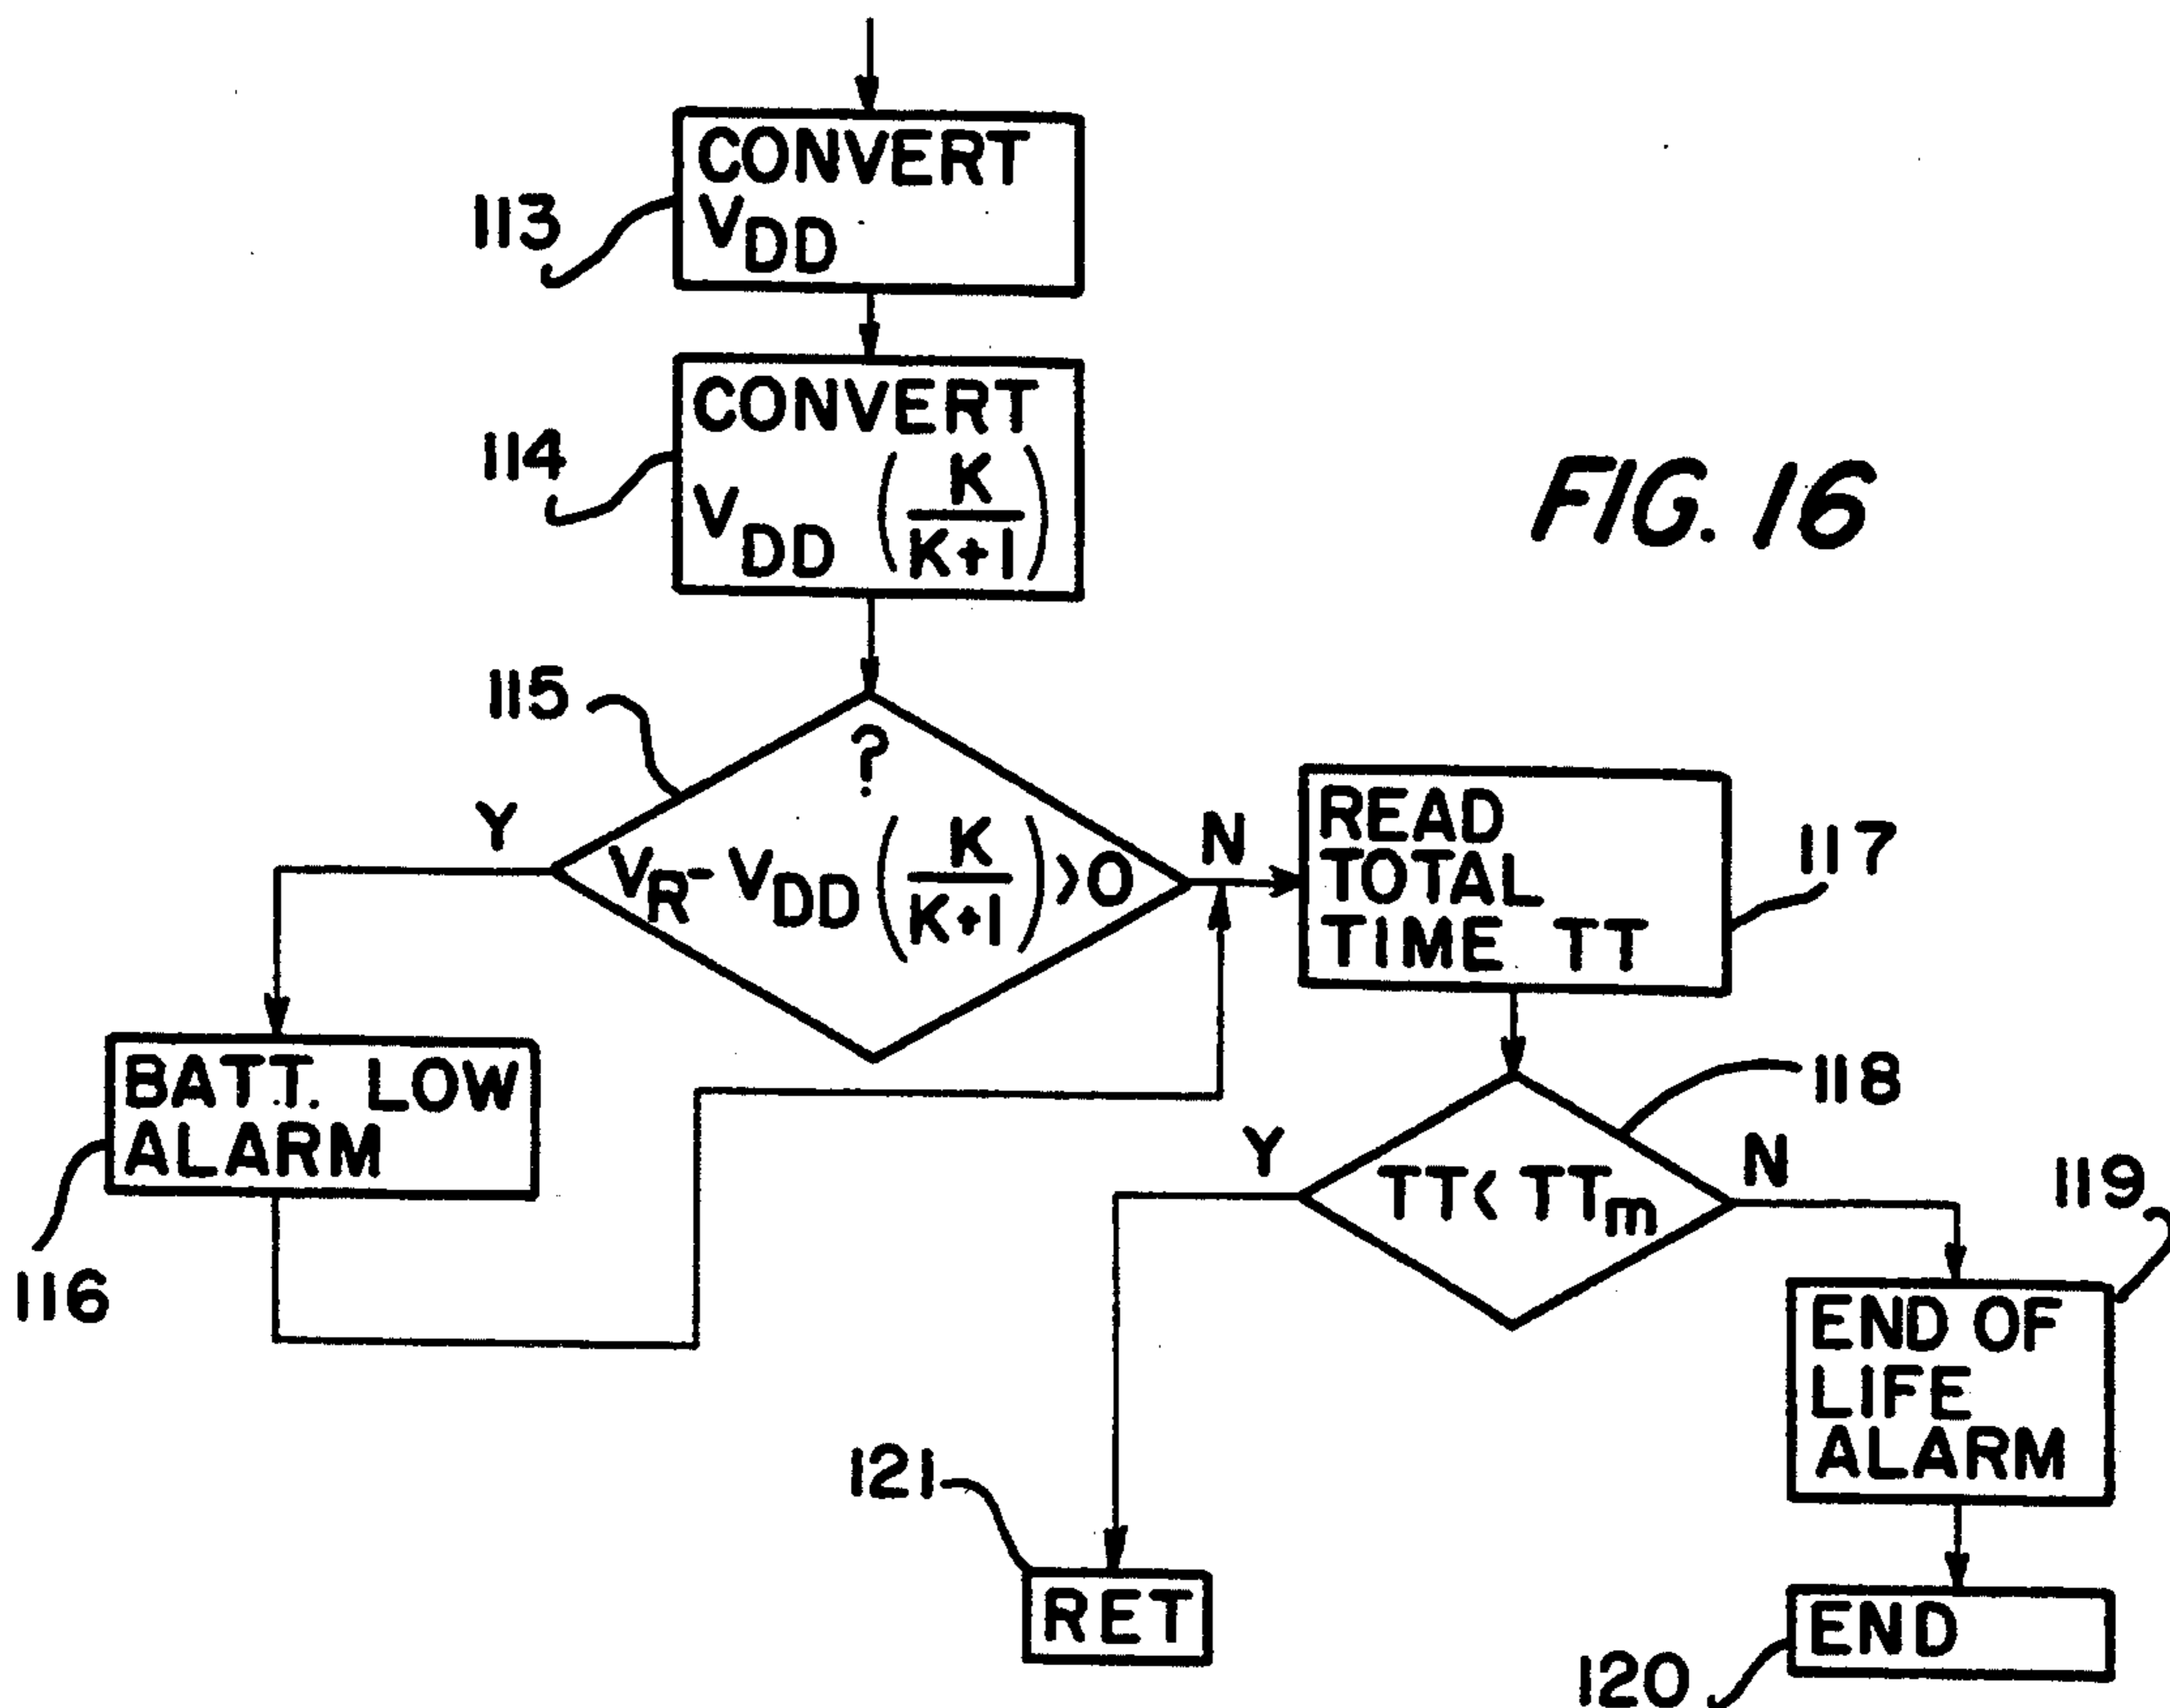 CONVERT
VDD
113
CONVERT
VDD (K/K+1)
114
FIG. 16
115
?
VR - VDD (K/K+1) >0
Y
N
READ
TOTAL
TIME TT
117
BATT. LOW
ALARM
116
118
TT< TTm
Y
N
119
END OF
LIFE
ALARM
121
RET
END
120